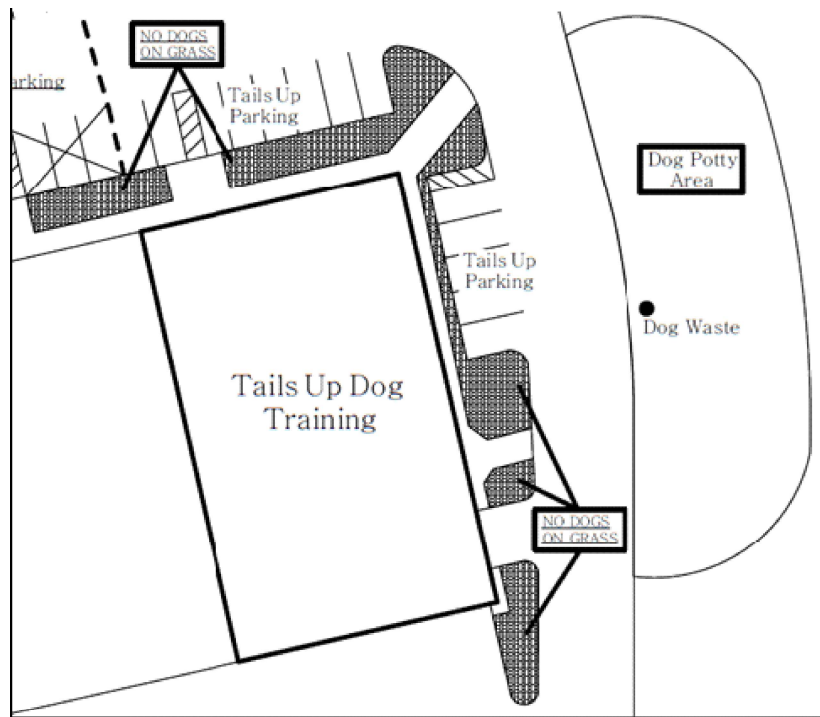 NO DOGS
ON GRASS
arking
Tails Up
Parking
Dog Potty
Area
Tails Up
Parking
Dog Waste
Tails Up Dog
Training
NO DOGS
ON GRASS